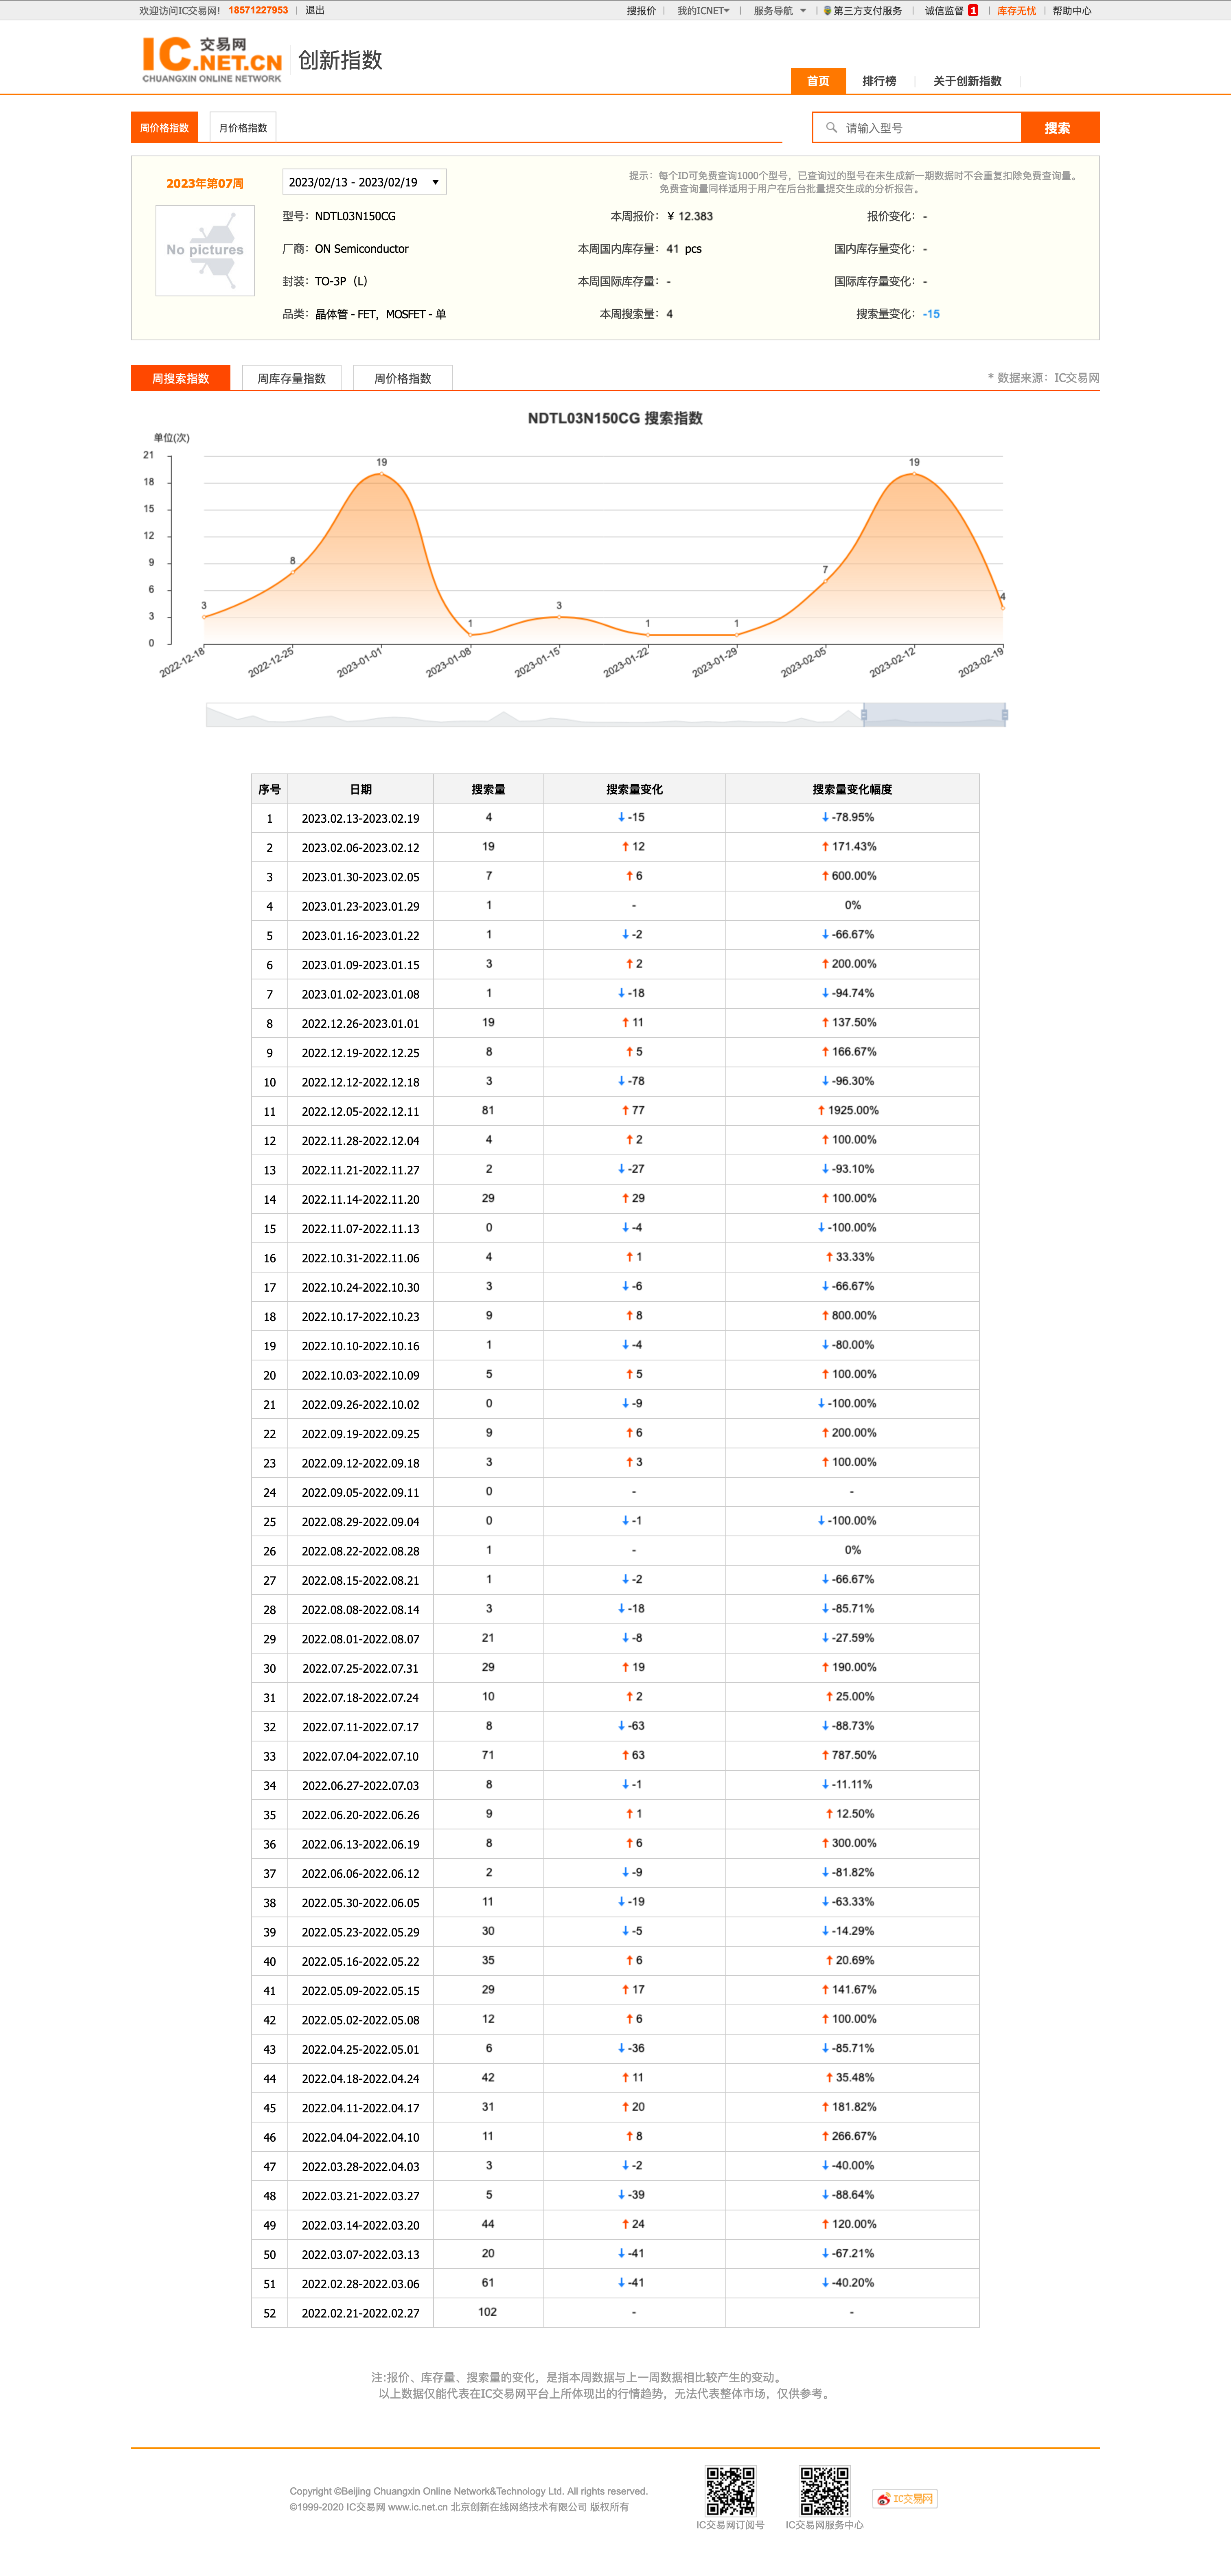 欢迎访问IC交易网! 18571227953 | 退出 搜报价 | 我的ICNET | 服务导航 | 第三方支付服务 | 诚信监督 1 | 库存无忧 | 帮助中心
IC 交易网 .NET.CN
CHUANGXIN ONLINE NETWORK
创新指数
首页 排行榜 关于创新指数
周价格指数 月价格指数 请输入型号 搜索
2023年第07周 2023/02/13 - 2023/02/19
提示: 每个ID可免费查询1000个型号, 已查询过的型号在未生成新一期数据时不会重复扣除免费查询量。
免费查询量同样适用于用户在后台批量提交生成的分析报告。
No pictures
型号: NDTL03N150CG 本周报价: ¥ 12.383 报价变化: -
厂商: ON Semiconductor 本周国内库存量: 41 pcs 国内库存量变化: -
封装: TO-3P (L) 本周国际库存量: - 国际库存量变化: -
品类: 晶体管 - FET, MOSFET - 单 本周搜索量: 4 搜索量变化: -15
周搜索指数 周库存量指数 周价格指数 * 数据来源: IC交易网
NDTL03N150CG 搜索指数
单位(次)
21
18
15
12
9
6
3
0
3 8 19 1 3 1 1 7 19 4
2022-12-18 2022-12-25 2023-01-01 2023-01-08 2023-01-15 2023-01-22 2023-01-29 2023-02-05 2023-02-12 2023-02-19
序号 日期 搜索量 搜索量变化 搜索量变化幅度
1 2023.02.13-2023.02.19 4 ↓ -15 ↓ -78.95%
2 2023.02.06-2023.02.12 19 ↑ 12 ↑ 171.43%
3 2023.01.30-2023.02.05 7 ↑ 6 ↑ 600.00%
4 2023.01.23-2023.01.29 1 - 0%
5 2023.01.16-2023.01.22 1 ↓ -2 ↓ -66.67%
6 2023.01.09-2023.01.15 3 ↑ 2 ↑ 200.00%
7 2023.01.02-2023.01.08 1 ↓ -18 ↓ -94.74%
8 2022.12.26-2023.01.01 19 ↑ 11 ↑ 137.50%
9 2022.12.19-2022.12.25 8 ↑ 5 ↑ 166.67%
10 2022.12.12-2022.12.18 3 ↓ -78 ↓ -96.30%
11 2022.12.05-2022.12.11 81 ↑ 77 ↑ 1925.00%
12 2022.11.28-2022.12.04 4 ↑ 2 ↑ 100.00%
13 2022.11.21-2022.11.27 2 ↓ -27 ↓ -93.10%
14 2022.11.14-2022.11.20 29 ↑ 29 ↑ 100.00%
15 2022.11.07-2022.11.13 0 ↓ -4 ↓ -100.00%
16 2022.10.31-2022.11.06 4 ↑ 1 ↑ 33.33%
17 2022.10.24-2022.10.30 3 ↓ -6 ↓ -66.67%
18 2022.10.17-2022.10.23 9 ↑ 8 ↑ 800.00%
19 2022.10.10-2022.10.16 1 ↓ -4 ↓ -80.00%
20 2022.10.03-2022.10.09 5 ↑ 5 ↑ 100.00%
21 2022.09.26-2022.10.02 0 ↓ -9 ↓ -100.00%
22 2022.09.19-2022.09.25 9 ↑ 6 ↑ 200.00%
23 2022.09.12-2022.09.18 3 ↑ 3 ↑ 100.00%
24 2022.09.05-2022.09.11 0 - -
25 2022.08.29-2022.09.04 0 ↓ -1 ↓ -100.00%
26 2022.08.22-2022.08.28 1 - 0%
27 2022.08.15-2022.08.21 1 ↓ -2 ↓ -66.67%
28 2022.08.08-2022.08.14 3 ↓ -18 ↓ -85.71%
29 2022.08.01-2022.08.07 21 ↓ -8 ↓ -27.59%
30 2022.07.25-2022.07.31 29 ↑ 19 ↑ 190.00%
31 2022.07.18-2022.07.24 10 ↑ 2 ↑ 25.00%
32 2022.07.11-2022.07.17 8 ↓ -63 ↓ -88.73%
33 2022.07.04-2022.07.10 71 ↑ 63 ↑ 787.50%
34 2022.06.27-2022.07.03 8 ↓ -1 ↓ -11.11%
35 2022.06.20-2022.06.26 9 ↑ 1 ↑ 12.50%
36 2022.06.13-2022.06.19 8 ↑ 6 ↑ 300.00%
37 2022.06.06-2022.06.12 2 ↓ -9 ↓ -81.82%
38 2022.05.30-2022.06.05 11 ↓ -19 ↓ -63.33%
39 2022.05.23-2022.05.29 30 ↓ -5 ↓ -14.29%
40 2022.05.16-2022.05.22 35 ↑ 6 ↑ 20.69%
41 2022.05.09-2022.05.15 29 ↑ 17 ↑ 141.67%
42 2022.05.02-2022.05.08 12 ↑ 6 ↑ 100.00%
43 2022.04.25-2022.05.01 6 ↓ -36 ↓ -85.71%
44 2022.04.18-2022.04.24 42 ↑ 11 ↑ 35.48%
45 2022.04.11-2022.04.17 31 ↑ 20 ↑ 181.82%
46 2022.04.04-2022.04.10 11 ↑ 8 ↑ 266.67%
47 2022.03.28-2022.04.03 3 ↓ -2 ↓ -40.00%
48 2022.03.21-2022.03.27 5 ↓ -39 ↓ -88.64%
49 2022.03.14-2022.03.20 44 ↑ 24 ↑ 120.00%
50 2022.03.07-2022.03.13 20 ↓ -41 ↓ -67.21%
51 2022.02.28-2022.03.06 61 ↓ -41 ↓ -40.20%
52 2022.02.21-2022.02.27 102 - -
注:报价、库存量、搜索量的变化, 是指本周数据与上一周数据相比较产生的变动。
以上数据仅能代表在IC交易网平台上所体现出的行情趋势, 无法代表整体市场, 仅供参考。
Copyright ©Beijing Chuangxin Online Network&Technology Ltd. All rights reserved.
©1999-2020 IC交易网 www.ic.net.cn 北京创新在线网络技术有限公司 版权所有
IC交易网订阅号 IC交易网服务中心 IC交易网